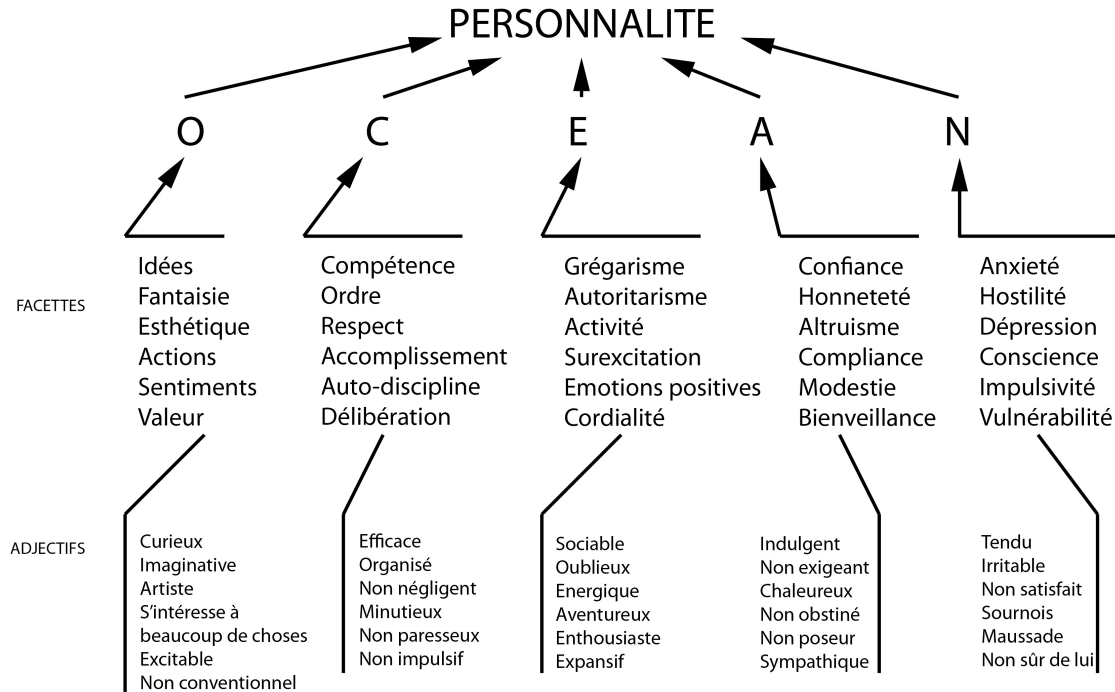 PERSONNALITE
O
C
E
A
N
FACETTES
Idées
Fantaisie
Esthétique
Actions
Sentiments
Valeur
Compétence
Ordre
Respect
Accomplissement
Auto-discipline
Délibération
Grégarisme
Autoritarisme
Activité
Surexcitation
Emotions positives
Cordialité
Confiance
Honneteté
Altruisme
Compliance
Modestie
Bienveillance
Anxieté
Hostilité
Dépression
Conscience
Impulsivité
Vulnérabilité
ADJECTIFS
Curieux
Imaginative
Artiste
S'intéresse à
beaucoup de choses
Excitable
Non conventionnel
Efficace
Organisé
Non négligent
Minutieux
Non paresseux
Non impulsif
Sociable
Oublieux
Energique
Aventureux
Enthousiaste
Expansif
Indulgent
Non exigeant
Chaleureux
Non obstiné
Non poseur
Sympathique
Tendu
Irritable
Non satisfait
Sournois
Maussade
Non sûr de lui